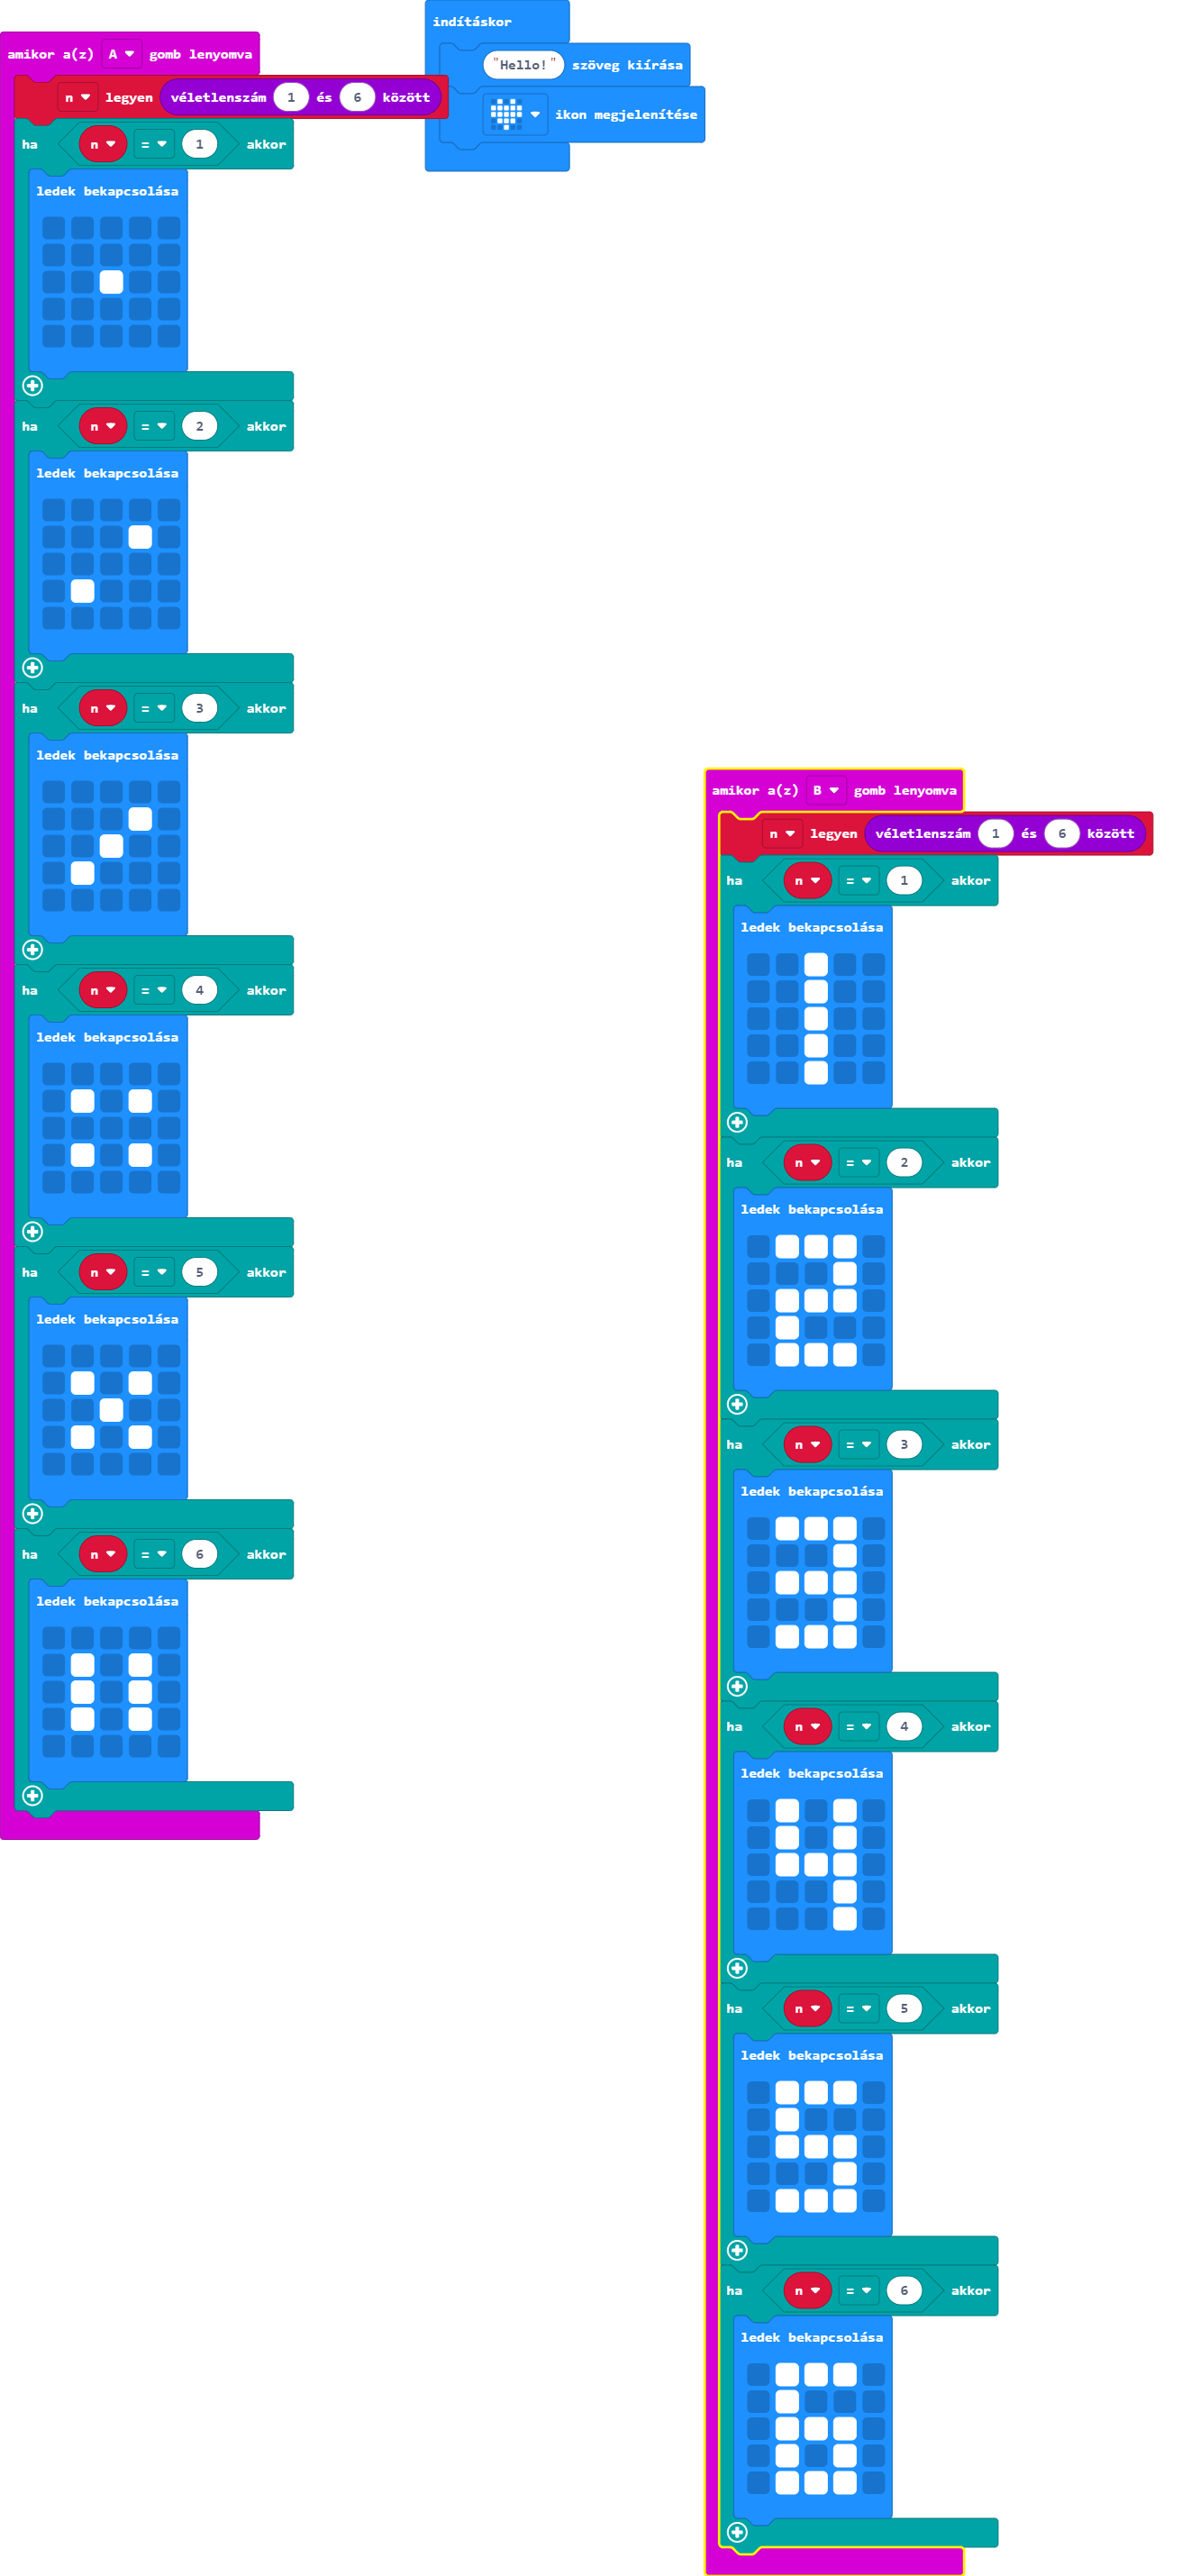 indításkor
"Hello!" szöveg kiírása
ikon megjelenítése
amikor a(z) A gomb lenyomva
n legyen véletlenszám 1 és 6 között
ha n = 1 akkor
ledek bekapcsolása
ha n = 2 akkor
ledek bekapcsolása
ha n = 3 akkor
ledek bekapcsolása
ha n = 4 akkor
ledek bekapcsolása
ha n = 5 akkor
ledek bekapcsolása
ha n = 6 akkor
ledek bekapcsolása
amikor a(z) B gomb lenyomva
n legyen véletlenszám 1 és 6 között
ha n = 1 akkor
ledek bekapcsolása
ha n = 2 akkor
ledek bekapcsolása
ha n = 3 akkor
ledek bekapcsolása
ha n = 4 akkor
ledek bekapcsolása
ha n = 5 akkor
ledek bekapcsolása
ha n = 6 akkor
ledek bekapcsolása